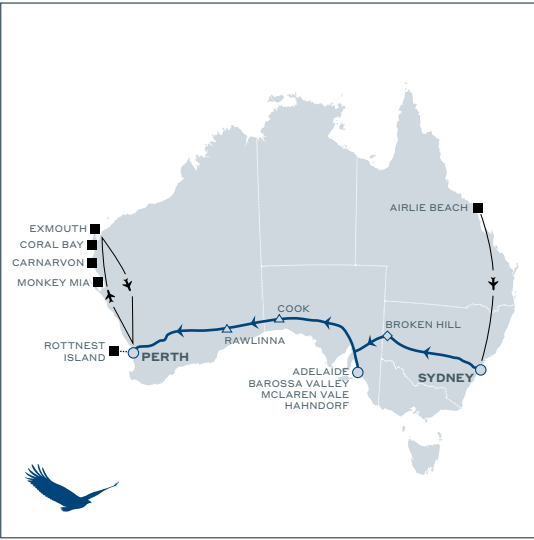 AIRLIE BEACH
EXMOUTH
CORAL BAY
CARNARVON
MONKEY MIA
COOK
BROKEN HILL
RAWLINNA
ROTTNEST
ISLAND
PERTH
ADELAIDE
BAROSSA VALLEY
MCLAREN VALE
HAHNDORF
SYDNEY